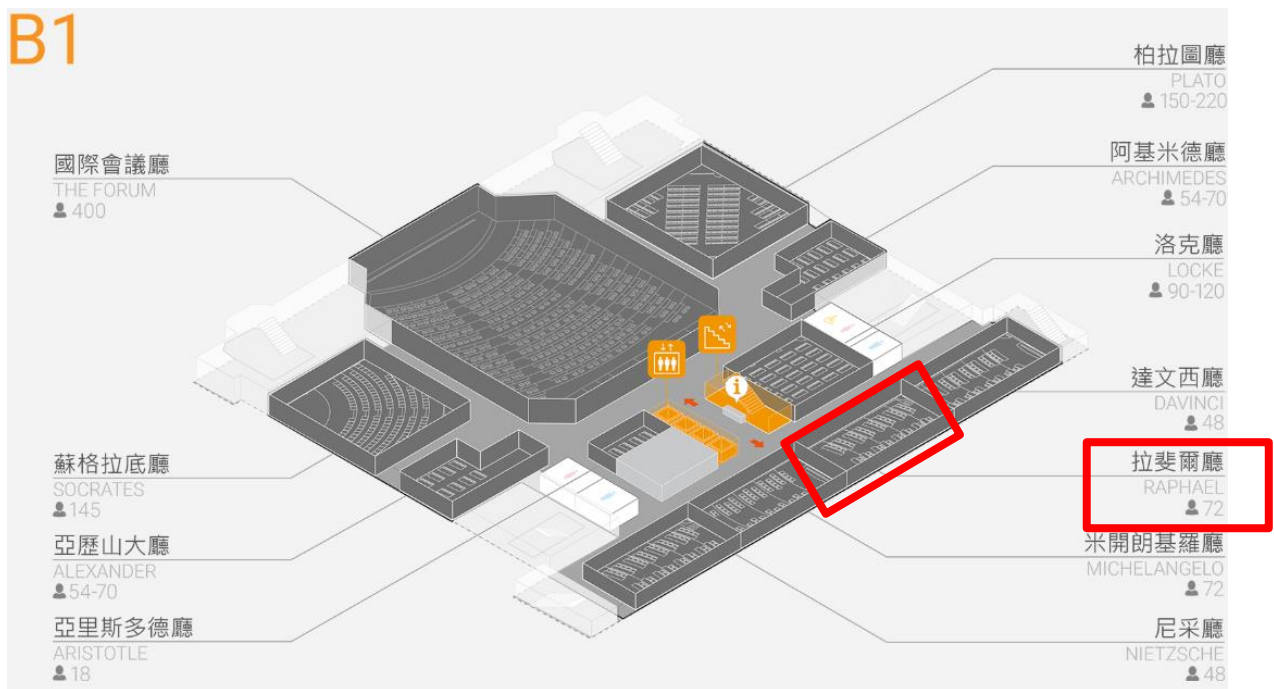 B1
國際會議廳
THE FORUM
400
蘇格拉底廳
SOCRATES
145
亞歷山大廳
ALEXANDER
54-70
亞里斯多德廳
ARISTOTLE
18
柏拉圖廳
PLATO
150-220
阿基米德廳
ARCHIMEDES
54-70
洛克廳
LOCKE
90-120
達文西廳
DAVINCI
48
拉斐爾廳
RAPHAEL
72
米開朗基羅廳
MICHELANGELO
72
尼采廳
NIETZSCHE
48
i